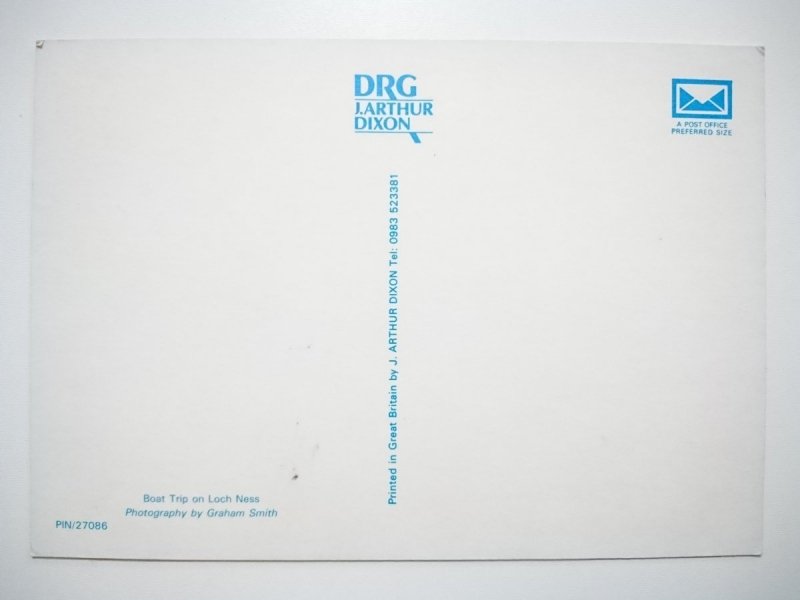 DRG
J.ARTHUR
DIXON
A POST OFFICE
PREFERRED SIZE
Printed in Great Britain by J. ARTHUR DIXON Tel: 0983 523381
Boat Trip on Loch Ness
Photography by Graham Smith
PIN/27086